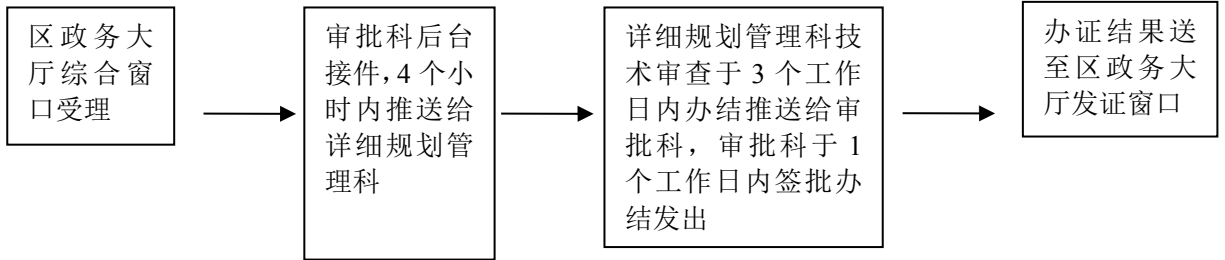 区政务大
厅综合窗
口受理
审批科后台
接件,4 个小
时内推送给
详细规划管
理科
详细规划管理科技
术审查于 3 个工作
日内办结推送给审
批科，审批科于 1
个工作日内签批办
结发出
办证结果送
至区政务大
厅发证窗口